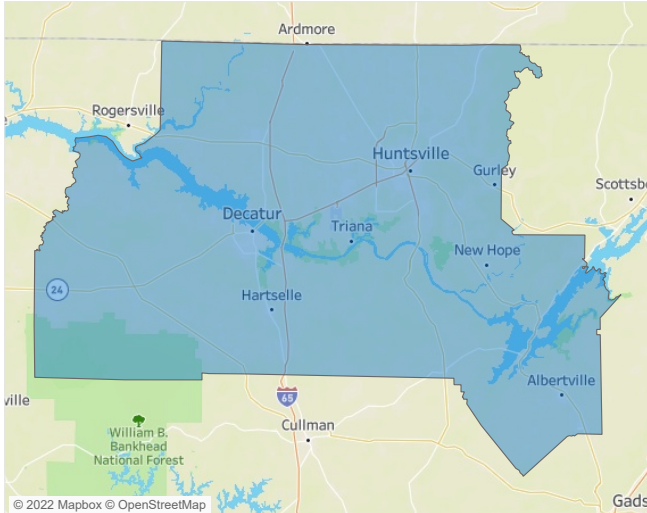 Ardmore
Rogersville
Huntsville
Gurley
Scottsb
Decatur
Triana
New Hope
24
Hartselle
Albertville
ville
65
Cullman
William B.
Bankhead
National Forest
© 2022 Mapbox © OpenStreetMap
Gads